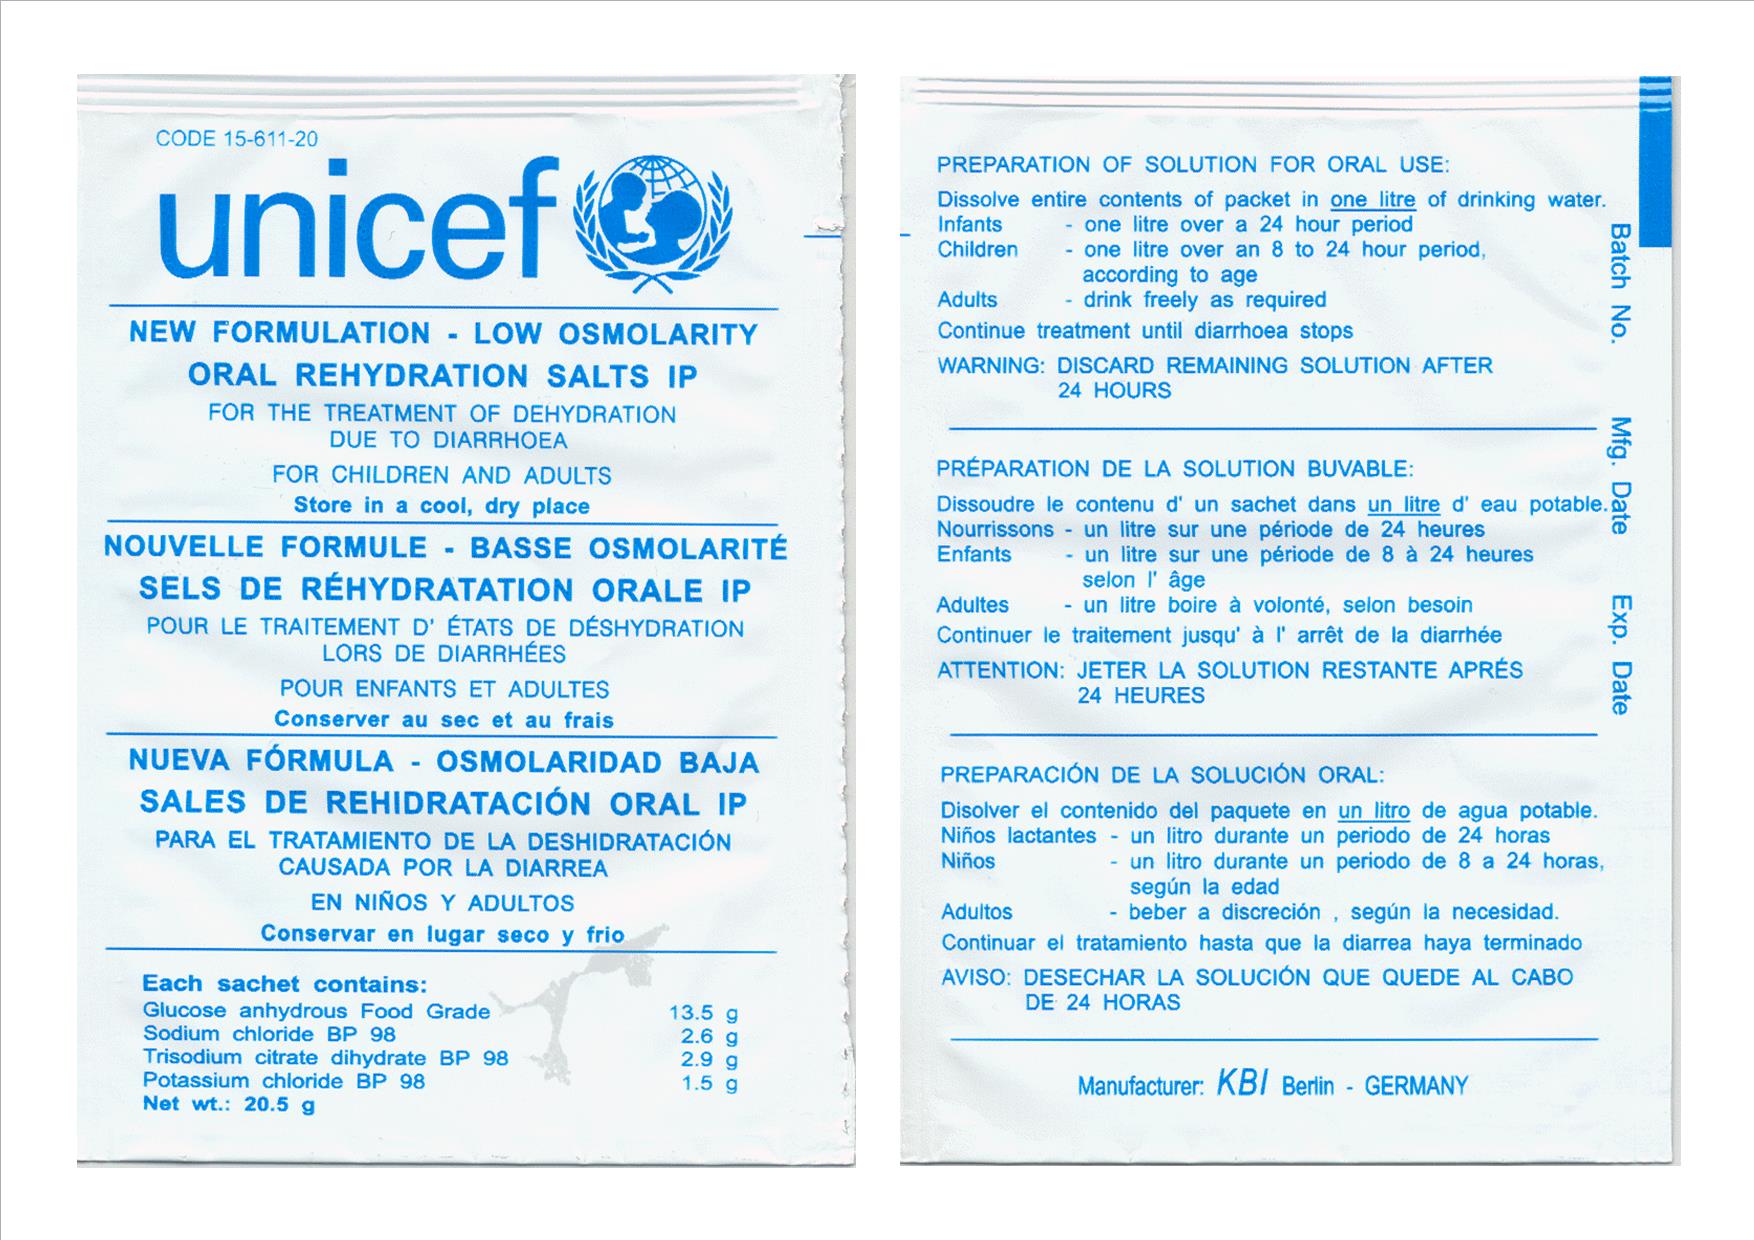 CODE 15-611-20
unicef
NEW FORMULATION - LOW OSMOLARITY
ORAL REHYDRATION SALTS IP
FOR THE TREATMENT OF DEHYDRATION
DUE TO DIARRHOEA
FOR CHILDREN AND ADULTS
Store in a cool, dry place
NOUVELLE FORMULE - BASSE OSMOLARITÉ
SELS DE RÉHYDRATATION ORALE IP
POUR LE TRAITEMENT D' ÉTATS DE DÉSHYDRATION
LORS DE DIARRHÉES
POUR ENFANTS ET ADULTES
Conserver au sec et au frais
NUEVA FÓRMULA - OSMOLARIDAD BAJA
SALES DE REHIDRATACIÓN ORAL IP
PARA EL TRATAMIENTO DE LA DESHIDRATACIÓN
CAUSADA POR LA DIARREA
EN NIÑOS Y ADULTOS
Conservar en lugar seco y frio
Each sachet contains:
Glucose anhydrous Food Grade 13.5 g
Sodium chloride BP 98 2.6 g
Trisodium citrate dihydrate BP 98 2.9 g
Potassium chloride BP 98 1.5 g
Net wt.: 20.5 g
PREPARATION OF SOLUTION FOR ORAL USE:
Dissolve entire contents of packet in one litre of drinking water.
Infants - one litre over a 24 hour period
Children - one litre over an 8 to 24 hour period,
according to age
Adults - drink freely as required
Continue treatment until diarrhoea stops
WARNING: DISCARD REMAINING SOLUTION AFTER
24 HOURS
PRÉPARATION DE LA SOLUTION BUVABLE:
Dissoudre le contenu d' un sachet dans un litre d' eau potable.
Nourrissons - un litre sur une période de 24 heures
Enfants - un litre sur une période de 8 à 24 heures
selon l' âge
Adultes - un litre boire à volonté, selon besoin
Continuer le traitement jusqu' à l' arrêt de la diarrhée
ATTENTION: JETER LA SOLUTION RESTANTE APRÉS
24 HEURES
PREPARACIÓN DE LA SOLUCIÓN ORAL:
Disolver el contenido del paquete en un litro de agua potable.
Niños lactantes - un litro durante un periodo de 24 horas
Niños - un litro durante un periodo de 8 a 24 horas,
según la edad
Adultos - beber a discreción , según la necesidad.
Continuar el tratamiento hasta que la diarrea haya terminado
AVISO: DESECHAR LA SOLUCIÓN QUE QUEDE AL CABO
DE 24 HORAS
Manufacturer: KBI Berlin - GERMANY
Batch No. Mfg. Date Exp. Date